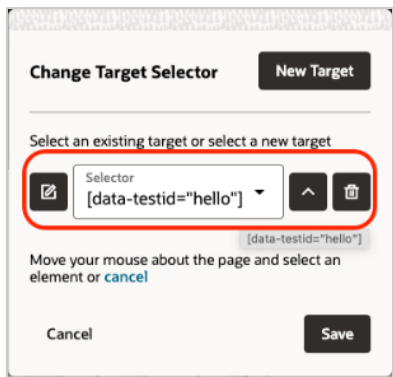 Change Target Selector
New Target
Select an existing target or select a new target
Selector
[data-testid="hello"]
[data-testid="hello"]
Move your mouse about the page and select an
element or cancel
Cancel
Save